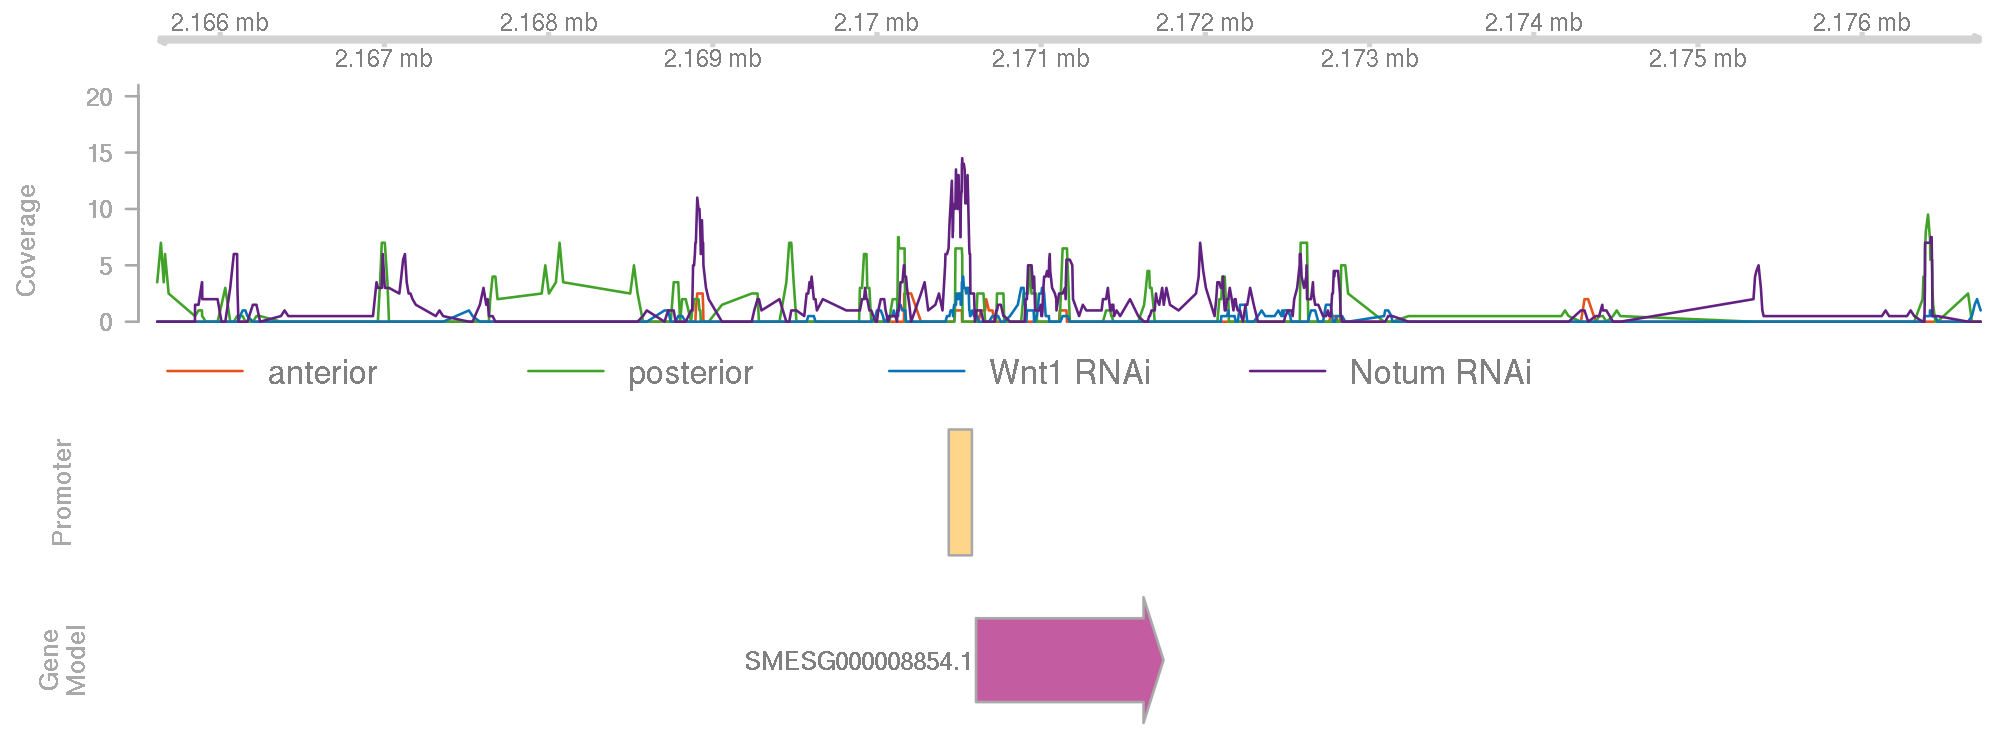 2.166 mb 2.168 mb 2.17 mb 2.172 mb 2.174 mb 2.176 mb
2.167 mb 2.169 mb 2.171 mb 2.173 mb 2.175 mb
20
15
10
5
0
Coverage
anterior posterior Wnt1 RNAi Notum RNAi
Promoter
Gene
Model
SMESG000008854.1